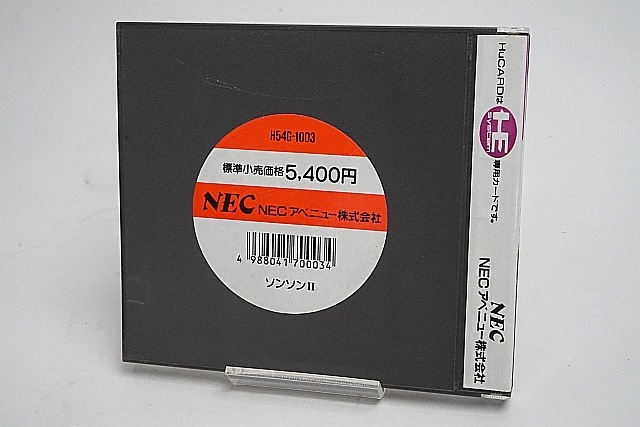 H54G-1003
標準小売価格5,400円
NEC NECアベニュー株式会社
4 988041 700034
ソンソンII
HuCARDは HE SYSTEM 専用カードです。
NEC
NECアベニュー株式会社